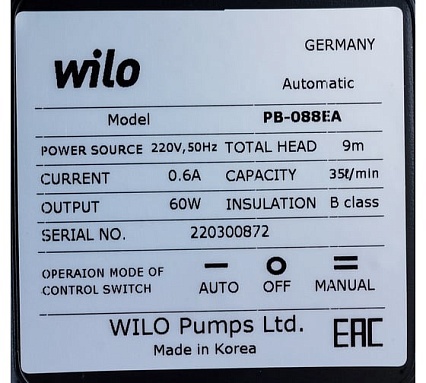 GERMANY
wilo
Automatic
Model PB-088EA
POWER SOURCE 220V,50Hz TOTAL HEAD 9m
CURRENT 0.6A CAPACITY 35ℓ/min
OUTPUT 60W INSULATION B class
SERIAL NO. 220300872
OPERAION MODE OF
CONTROL SWITCH AUTO OFF MANUAL
WILO Pumps Ltd. EAC
Made in Korea